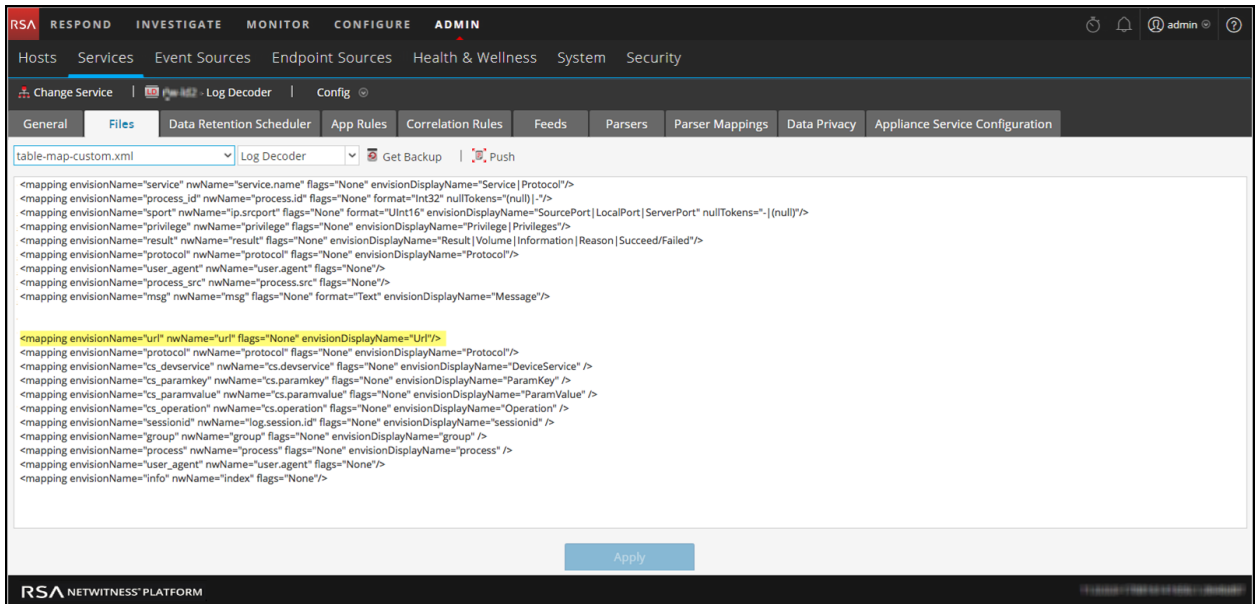 RSA RESPOND INVESTIGATE MONITOR CONFIGURE ADMIN admin ?
Hosts Services Event Sources Endpoint Sources Health & Wellness System Security
Change Service | LD - Log Decoder | Config
General Files Data Retention Scheduler App Rules Correlation Rules Feeds Parsers Parser Mappings Data Privacy Appliance Service Configuration
table-map-custom.xml Log Decoder Get Backup | Push
<mapping envisionName="service" nwName="service.name" flags="None" envisionDisplayName="Service|Protocol"/>
<mapping envisionName="process_id" nwName="process.id" flags="None" format="Int32" nullTokens="(null)|-"/>
<mapping envisionName="sport" nwName="ip.srcport" flags="None" format="UInt16" envisionDisplayName="SourcePort|LocalPort|ServerPort" nullTokens="-|(null)"/>
<mapping envisionName="privilege" nwName="privilege" flags="None" envisionDisplayName="Privilege|Privileges"/>
<mapping envisionName="result" nwName="result" flags="None" envisionDisplayName="Result|Volume|Information|Reason|Succeed/Failed"/>
<mapping envisionName="protocol" nwName="protocol" flags="None" envisionDisplayName="Protocol"/>
<mapping envisionName="user_agent" nwName="user.agent" flags="None"/>
<mapping envisionName="process_src" nwName="process.src" flags="None"/>
<mapping envisionName="msg" nwName="msg" flags="None" format="Text" envisionDisplayName="Message"/>
<mapping envisionName="url" nwName="url" flags="None" envisionDisplayName="Url"/>
<mapping envisionName="protocol" nwName="protocol" flags="None" envisionDisplayName="Protocol"/>
<mapping envisionName="cs_devservice" nwName="cs.devservice" flags="None" envisionDisplayName="DeviceService" />
<mapping envisionName="cs_paramkey" nwName="cs.paramkey" flags="None" envisionDisplayName="ParamKey" />
<mapping envisionName="cs_paramvalue" nwName="cs.paramvalue" flags="None" envisionDisplayName="ParamValue" />
<mapping envisionName="cs_operation" nwName="cs.operation" flags="None" envisionDisplayName="Operation" />
<mapping envisionName="sessionid" nwName="log.session.id" flags="None" envisionDisplayName="sessionid" />
<mapping envisionName="group" nwName="group" flags="None" envisionDisplayName="group" />
<mapping envisionName="process" nwName="process" flags="None" envisionDisplayName="process" />
<mapping envisionName="user_agent" nwName="user.agent" flags="None"/>
<mapping envisionName="info" nwName="index" flags="None"/>
Apply
RSA NETWITNESS® PLATFORM